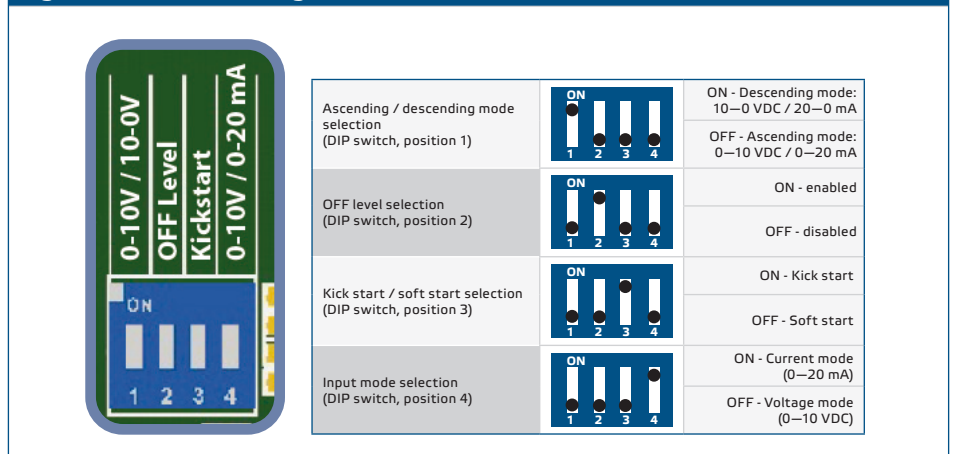 0-10V / 10-0V
OFF Level
Kickstart
0-10V / 0-20 mA
ON
1 2 3 4
Ascending / descending mode
selection
(DIP switch, position 1)
ON
1 2 3 4
ON - Descending mode:
10—0 VDC / 20—0 mA
OFF - Ascending mode:
0—10 VDC / 0—20 mA
OFF level selection
(DIP switch, position 2)
ON
1 2 3 4
ON - enabled
OFF - disabled
Kick start / soft start selection
(DIP switch, position 3)
ON
1 2 3 4
ON - Kick start
OFF - Soft start
Input mode selection
(DIP switch, position 4)
ON
1 2 3 4
ON - Current mode
(0—20 mA)
OFF - Voltage mode
(0—10 VDC)